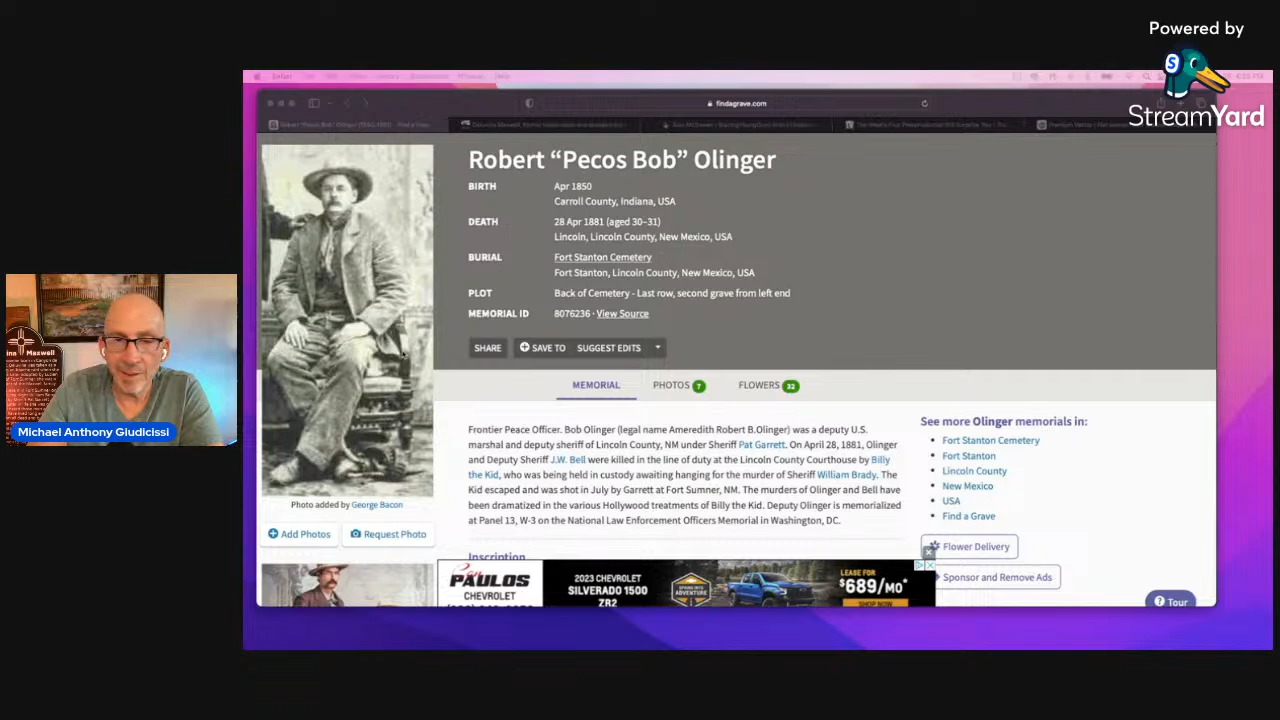 Powered by
StreamYard
findagrave.com
Robert “Pecos Bob” Olinger
BIRTH
Apr 1850
Carroll County, Indiana, USA
DEATH
28 Apr 1881 (aged 30–31)
Lincoln, Lincoln County, New Mexico, USA
BURIAL
Fort Stanton Cemetery
Fort Stanton, Lincoln County, New Mexico, USA
PLOT
Back of Cemetery - Last row, second grave from left end
MEMORIAL ID
8076236 · View Source
SHARE
SAVE TO
SUGGEST EDITS
MEMORIAL
PHOTOS 7
FLOWERS 32
Frontier Peace Officer. Bob Olinger (legal name Ameredith Robert B.Olinger) was a deputy U.S.
marshal and deputy sheriff of Lincoln County, NM under Sheriff Pat Garrett. On April 28, 1881, Olinger
and Deputy Sheriff J.W. Bell were killed in the line of duty at the Lincoln County Courthouse by Billy
the Kid, who was being held in custody awaiting hanging for the murder of Sheriff William Brady. The
Kid escaped and was shot in July by Garrett at Fort Sumner, NM. The murders of Olinger and Bell have
been dramatized in the various Hollywood treatments of Billy the Kid. Deputy Olinger is memorialized
at Panel 13, W-3 on the National Law Enforcement Officers Memorial in Washington, DC.
Inscription
See more Olinger memorials in:
• Fort Stanton Cemetery
• Fort Stanton
• Lincoln County
• New Mexico
• USA
• Find a Grave
Flower Delivery
Sponsor and Remove Ads
Tour
Photo added by George Bacon
Add Photos
Request Photo
PAULOS
CHEVROLET
2023 CHEVROLET
SILVERADO 1500
ZR2
LEASE FOR
$689/MO*
SHOP NOW
Maxwell
Michael Anthony Giudicissi